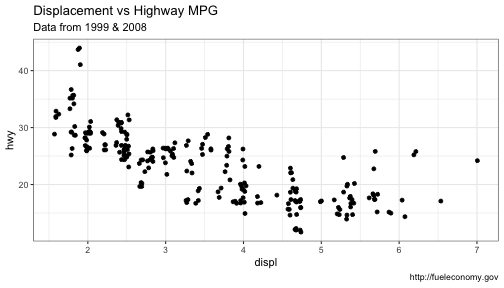 Displacement vs Highway MPG
Data from 1999 & 2008
40
30
20
hwy
2 3 4 5 6 7
displ
http://fueleconomy.gov